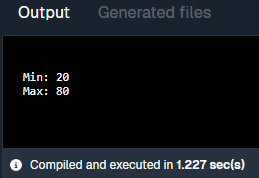 Output Generated files
Min: 20
Max: 80
Compiled and executed in 1.227 sec(s)